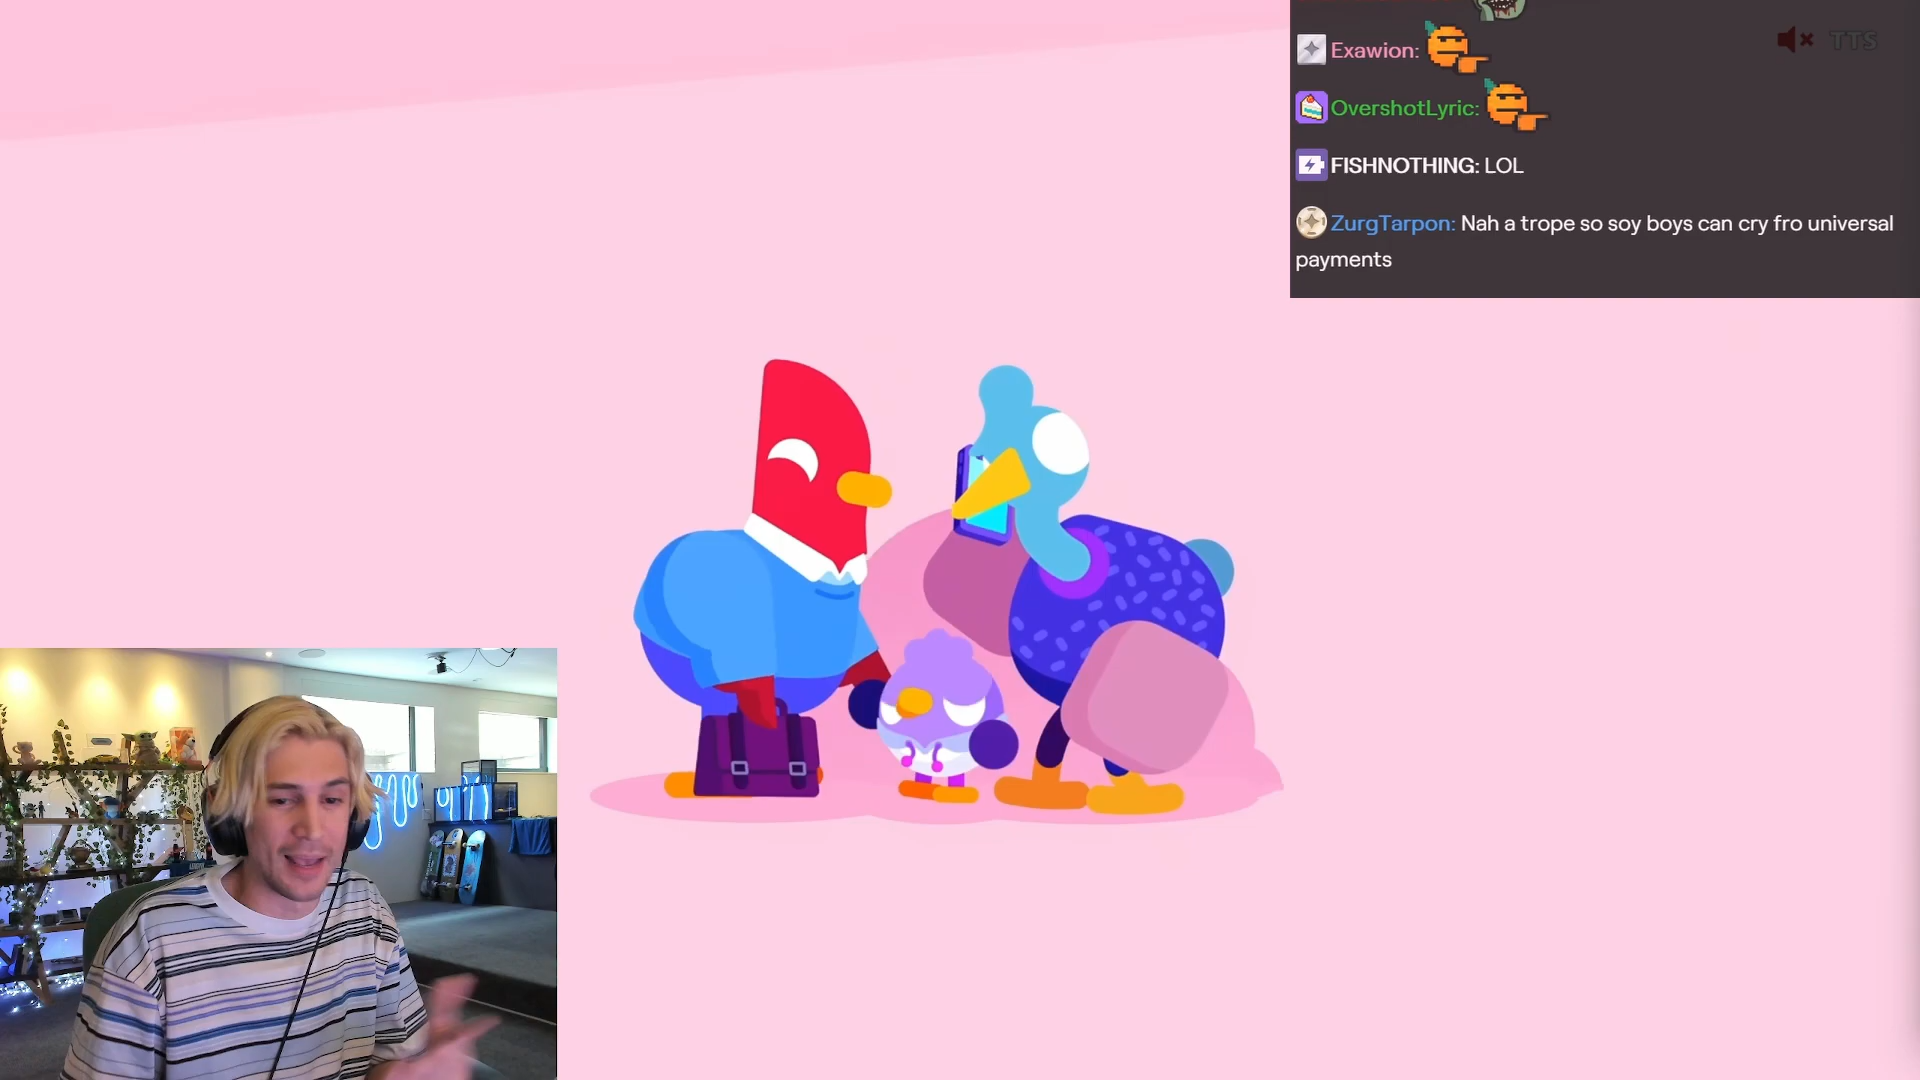 TTS
Exawion:
OvershotLyric:
FISHNOTHING: LOL
ZurgTarpon: Nah a trope so soy boys can cry fro universal
payments